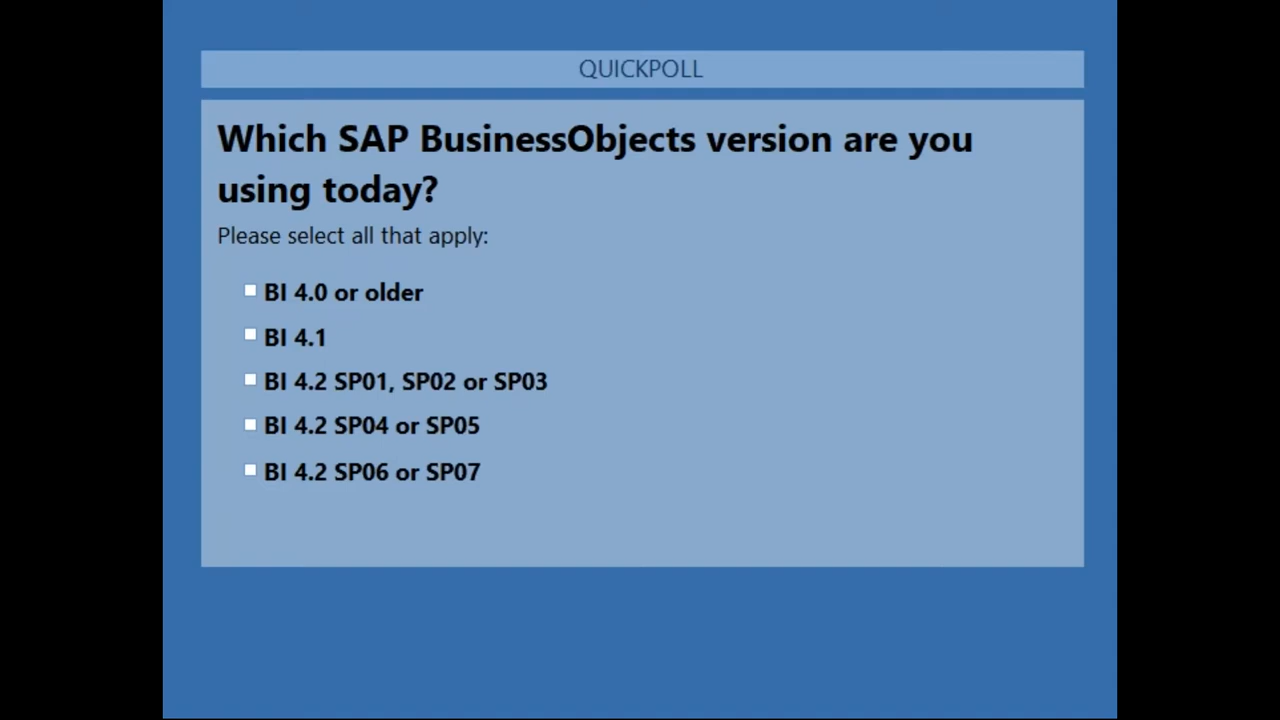 QUICKPOLL
Which SAP BusinessObjects version are you
using today?
Please select all that apply:
BI 4.0 or older
BI 4.1
BI 4.2 SP01, SP02 or SP03
BI 4.2 SP04 or SP05
BI 4.2 SP06 or SP07